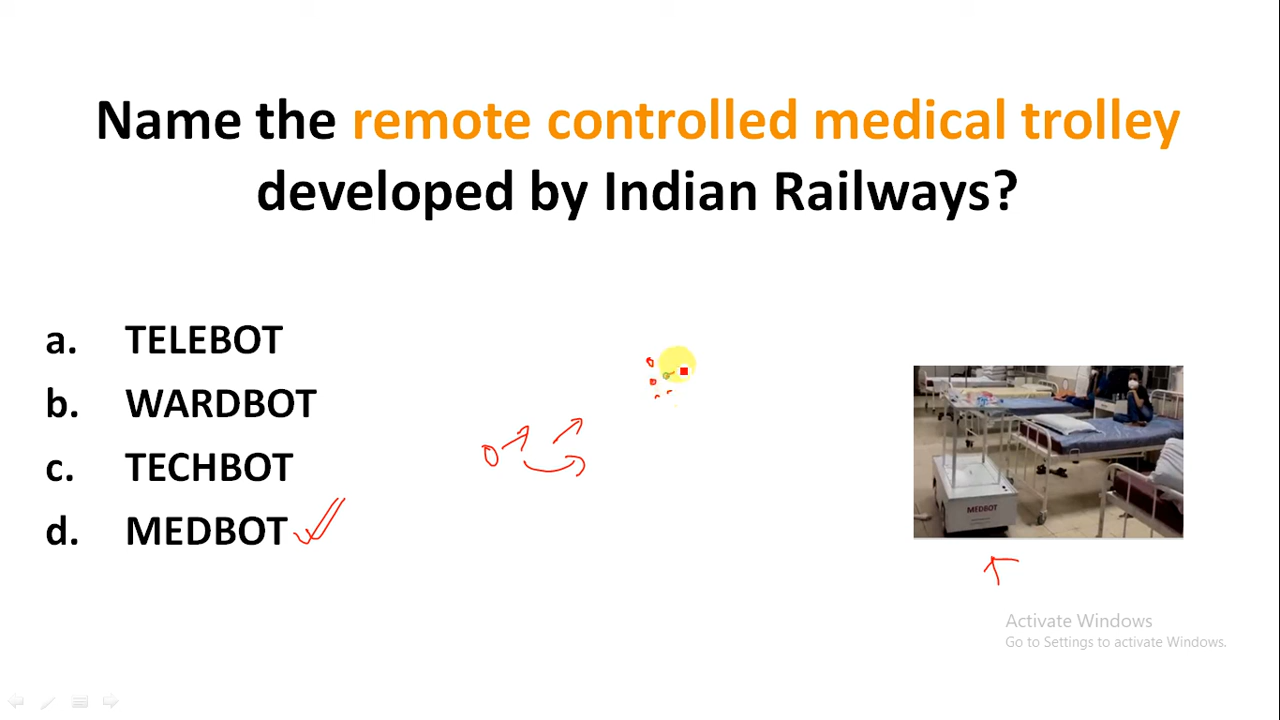 Name the remote controlled medical trolley
developed by Indian Railways?
a. TELEBOT
b. WARDBOT
c. TECHBOT
d. MEDBOT
MEDBOT
Activate Windows
Go to Settings to activate Windows.